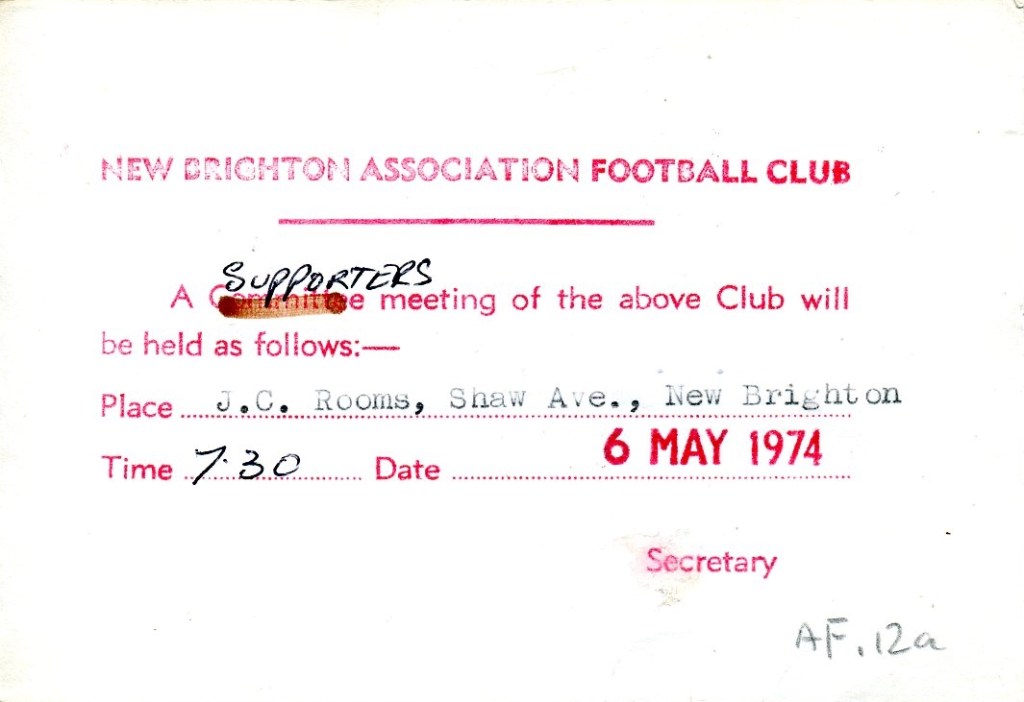 NEW BRIGHTON ASSOCIATION FOOTBALL CLUB
SUPPORTERS
A Committee meeting of the above Club will
be held as follows:—
Place J.C. Rooms, Shaw Ave., New Brighton
Time 7.30 Date 6 MAY 1974
Secretary
AF.12a